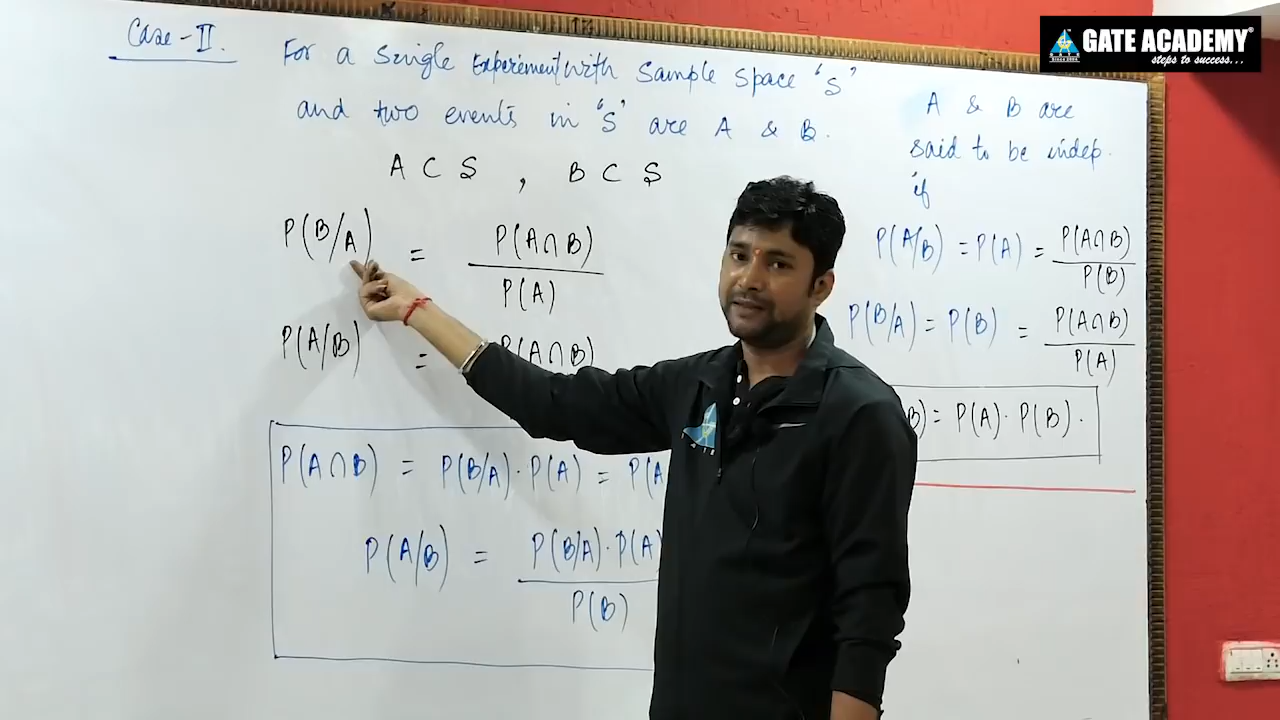 GATE ACADEMY®
steps to success...
Case-II.
For a Single Experiment with Sample Space 'S'
and two events in 'S' are A & B.
A ⊂ S , B ⊂ S
P(B/A) = P(A∩B)
P(A)
P(A/B) = P(A∩B)
P(A∩B) = P(B/A)·P(A) = P(A
P(A/B) = P(B/A)·P(A)
P(B)
A & B are
said to be indep.
if
P(A/B) = P(A) = P(A∩B)
P(B)
P(B/A) = P(B) = P(A∩B)
P(A)
B) = P(A)·P(B).